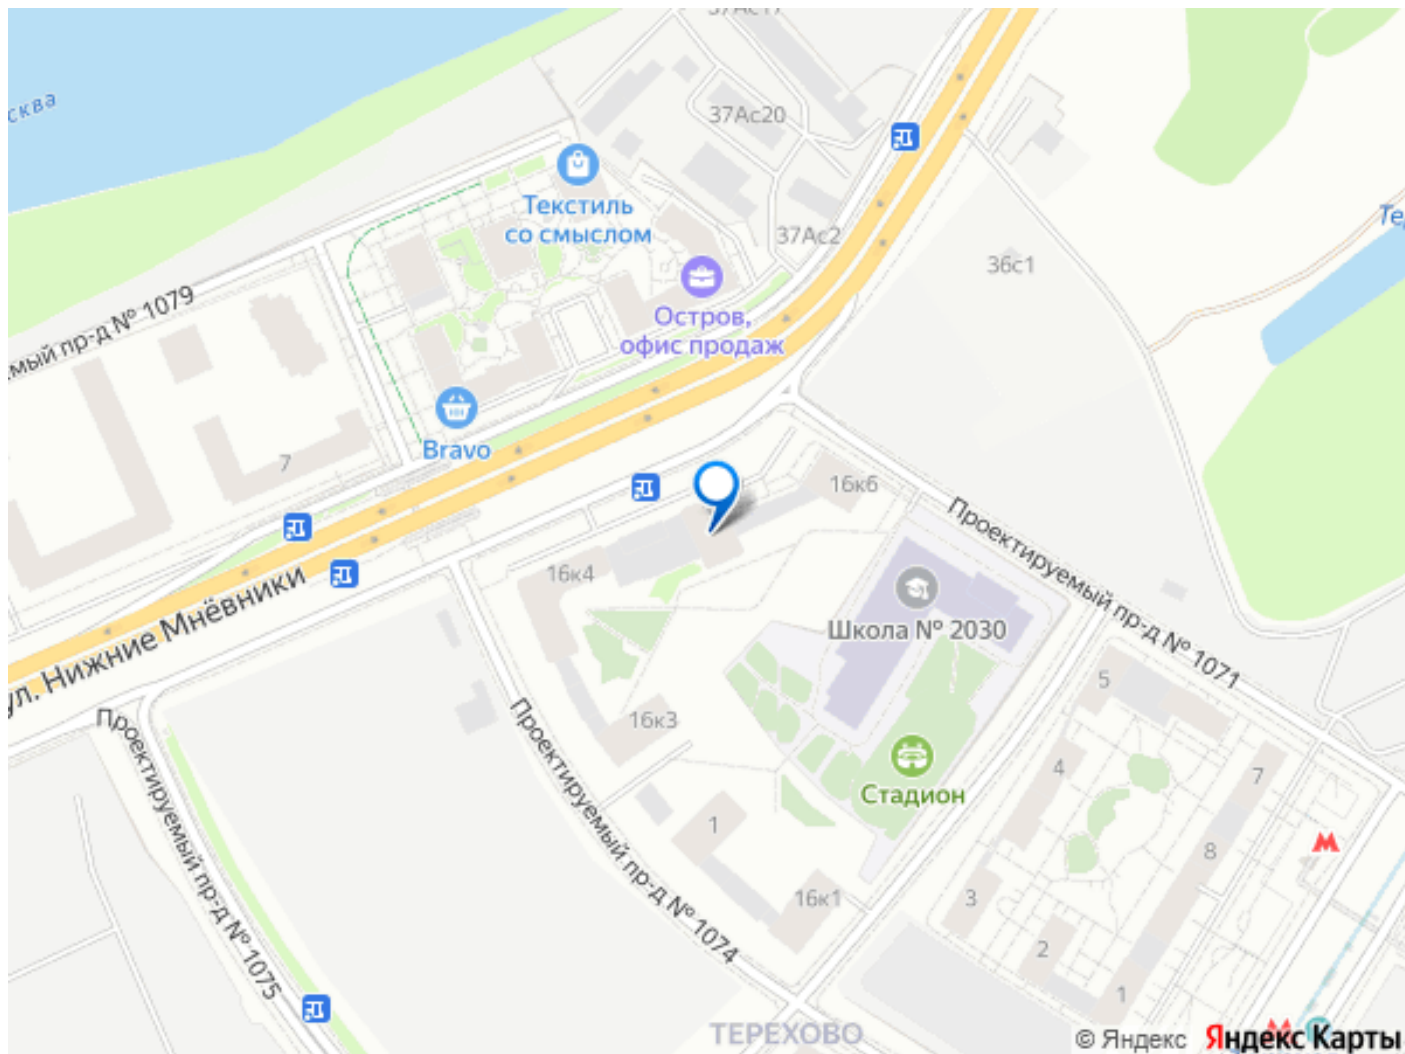 37Ас17
сква
37Ас20
Текстиль
со смыслом
37Ас2
36с1
Остров,
офис продаж
мый пр-д № 1079
Bravo
7
16к6
Проектируемый пр-д № 1071
16к4
Школа № 2030
ул. Нижние Мнёвники
5
16к3
Проектируемый пр-д № 1075
Проектируемый пр-д № 1074
4
7
Стадион
1
8
16к1
3
2
1
ТЕРЕХОВО
© Яндекс Яндекс Карты